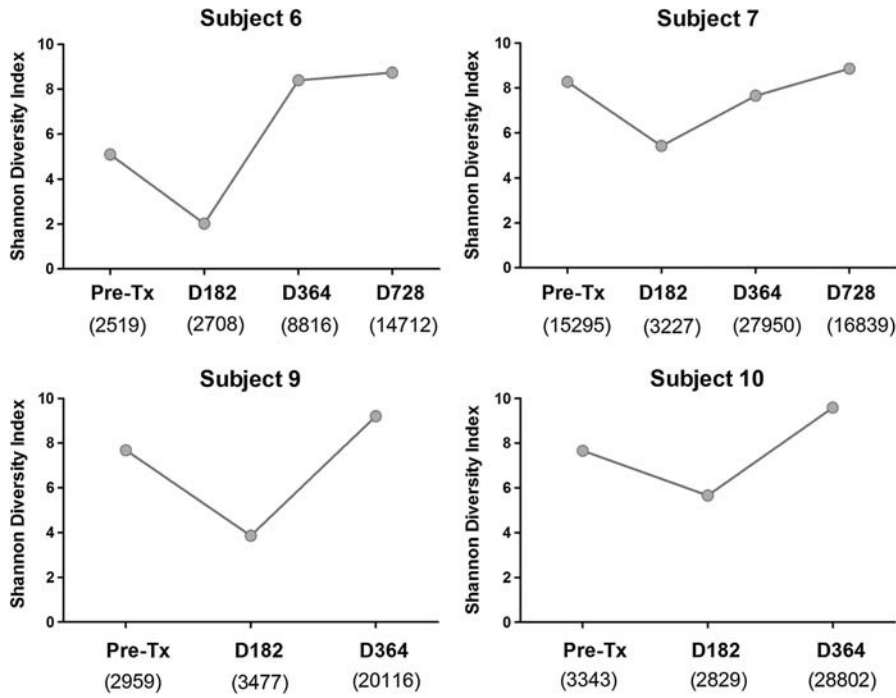 Subject 6
Shannon Diversity Index
10
8
6
4
2
0
Pre-Tx D182 D364 D728
(2519) (2708) (8816) (14712)
Subject 7
Shannon Diversity Index
10
8
6
4
2
0
Pre-Tx D182 D364 D728
(15295) (3227) (27950) (16839)
Subject 9
Shannon Diversity Index
10
8
6
4
2
0
Pre-Tx D182 D364
(2959) (3477) (20116)
Subject 10
Shannon Diversity Index
10
8
6
4
2
0
Pre-Tx D182 D364
(3343) (2829) (28802)